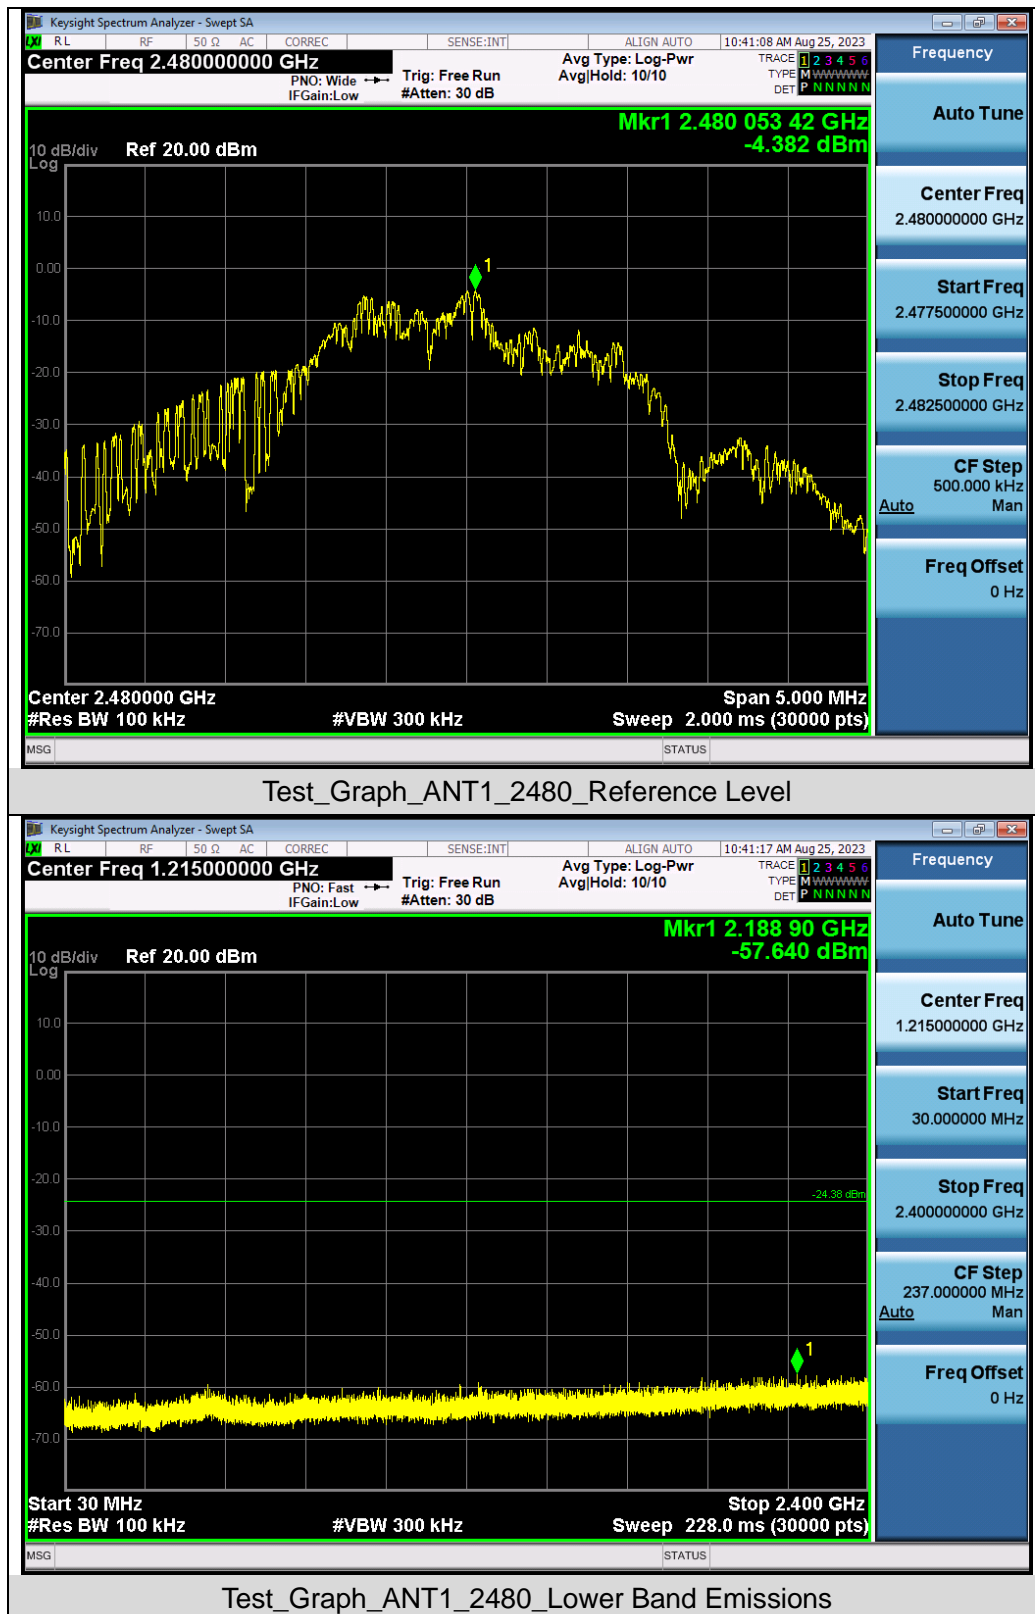 Keysight Spectrum Analyzer - Swept SA
LXI RL RF 50 Ω AC CORREC SENSE:INT ALIGN AUTO 10:41:08 AM Aug 25, 2023
Center Freq 2.480000000 GHz
PNO: Wide
IFGain:Low
Trig: Free Run
#Atten: 30 dB
Avg Type: Log-Pwr
Avg|Hold: 10/10
TRACE 1 2 3 4 5 6
TYPE M WWWWW
DET P N N N N N
Mkr1 2.480 053 42 GHz
-4.382 dBm
10 dB/div Ref 20.00 dBm
Log
10.0
0.00
1
-10.0
-20.0
-30.0
-40.0
-50.0
-60.0
-70.0
Center 2.480000 GHz Span 5.000 MHz
#Res BW 100 kHz #VBW 300 kHz Sweep 2.000 ms (30000 pts)
MSG STATUS
Frequency
Auto Tune
Center Freq
2.480000000 GHz
Start Freq
2.477500000 GHz
Stop Freq
2.482500000 GHz
CF Step
500.000 kHz
Auto Man
Freq Offset
0 Hz
Test_Graph_ANT1_2480_Reference Level
Keysight Spectrum Analyzer - Swept SA
LXI RL RF 50 Ω AC CORREC SENSE:INT ALIGN AUTO 10:41:17 AM Aug 25, 2023
Center Freq 1.215000000 GHz
PNO: Fast
IFGain:Low
Trig: Free Run
#Atten: 30 dB
Avg Type: Log-Pwr
Avg|Hold: 10/10
TRACE 1 2 3 4 5 6
TYPE M WWWWW
DET P N N N N N
Mkr1 2.188 90 GHz
-57.640 dBm
10 dB/div Ref 20.00 dBm
Log
10.0
0.00
-10.0
-20.0
-24.38 dBm
-30.0
-40.0
-50.0
1
-60.0
-70.0
Start 30 MHz Stop 2.400 GHz
#Res BW 100 kHz #VBW 300 kHz Sweep 228.0 ms (30000 pts)
MSG STATUS
Frequency
Auto Tune
Center Freq
1.215000000 GHz
Start Freq
30.000000 MHz
Stop Freq
2.400000000 GHz
CF Step
237.000000 MHz
Auto Man
Freq Offset
0 Hz
Test_Graph_ANT1_2480_Lower Band Emissions